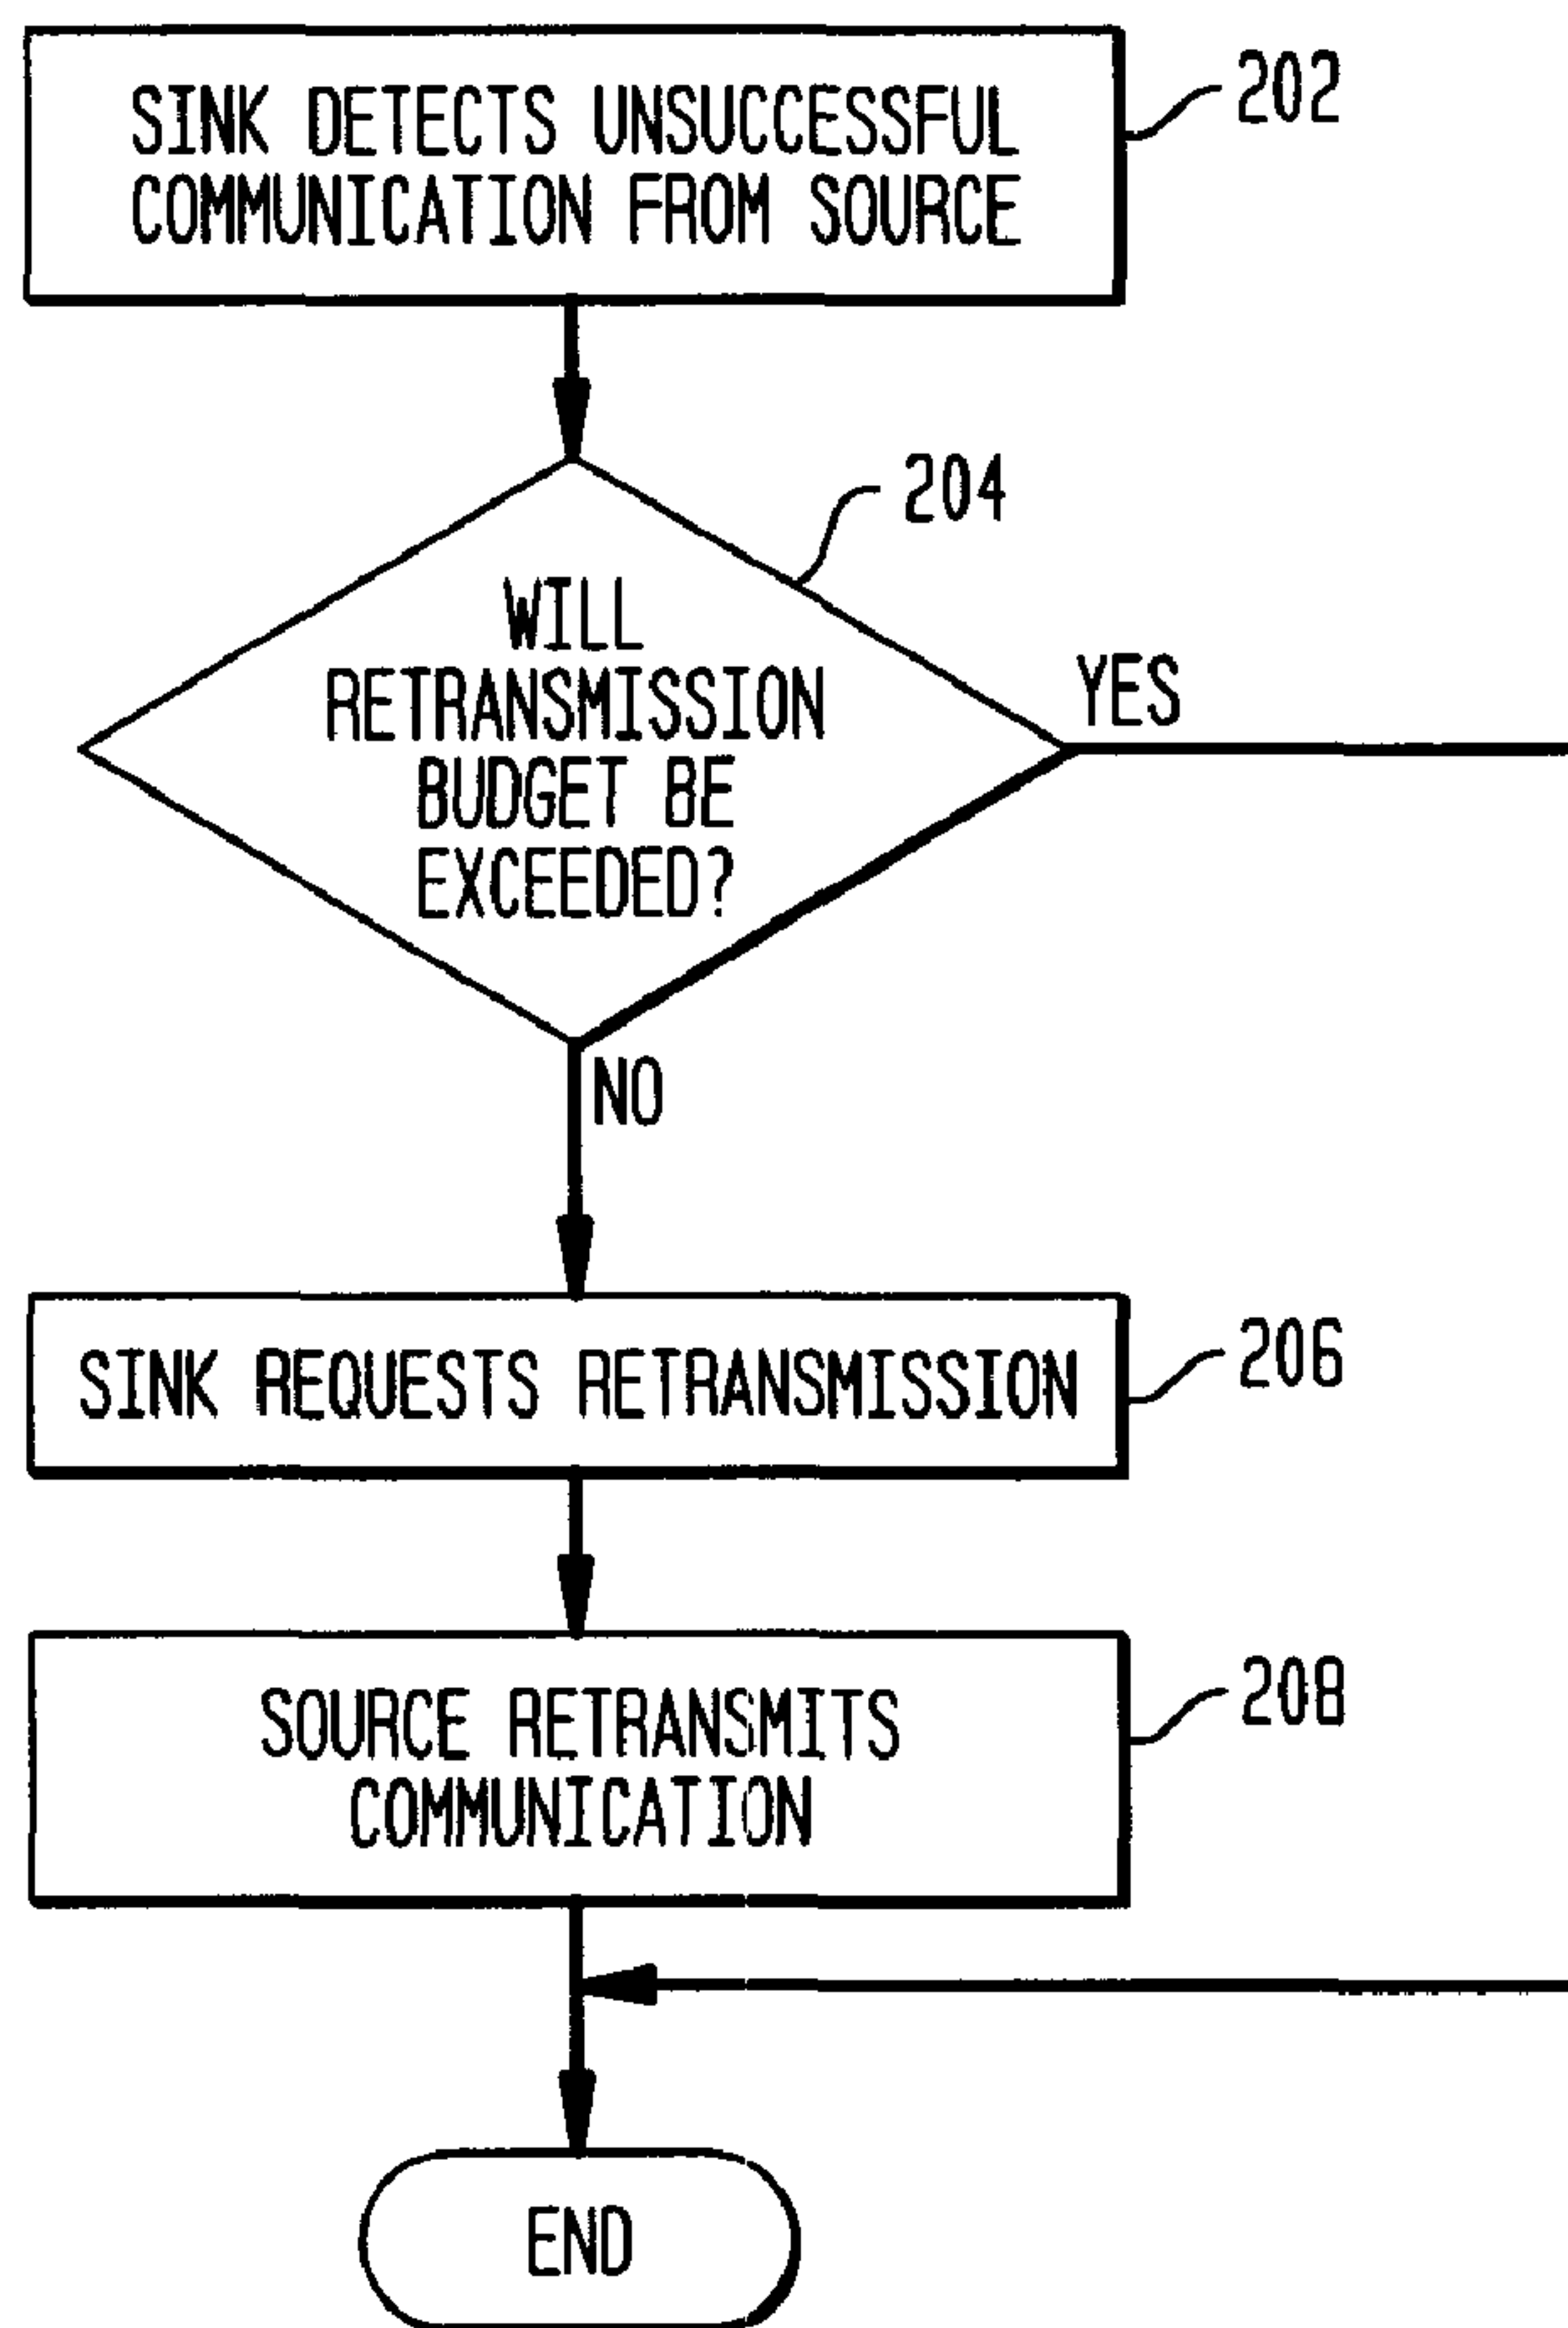 SINK DETECTS UNSUCCESSFUL
COMMUNICATION FROM SOURCE
202
204
WILL
RETRANSMISSION
BUDGET BE
EXCEEDED?
YES
NO
SINK REQUESTS RETRANSMISSION
206
SOURCE RETRANSMITS
COMMUNICATION
208
END